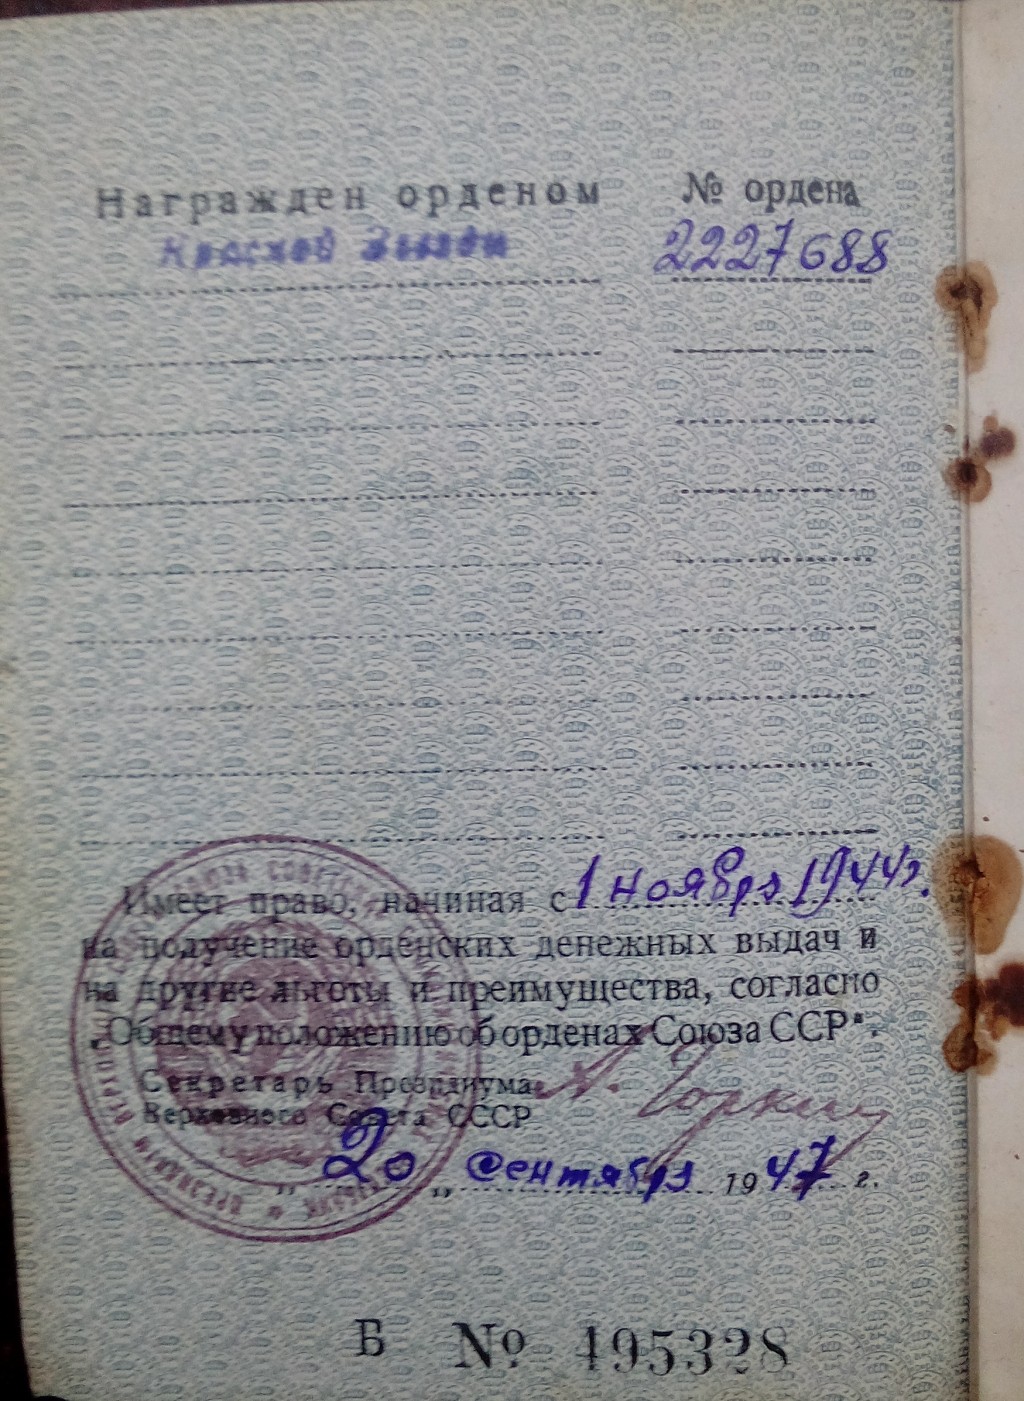 Награжден орденом № ордена
Красной Звезды 2227688
Имеет право, начиная с 1 ноября 1944г.
на получение орденских денежных выдач и
на другие льготы и преимущества, согласно
„Общему положению об орденах Союза ССР“.
Секретарь Президиума А. Горкин
Верховного Совета СССР
„20„ сентября 1947 г.
Б № 495328